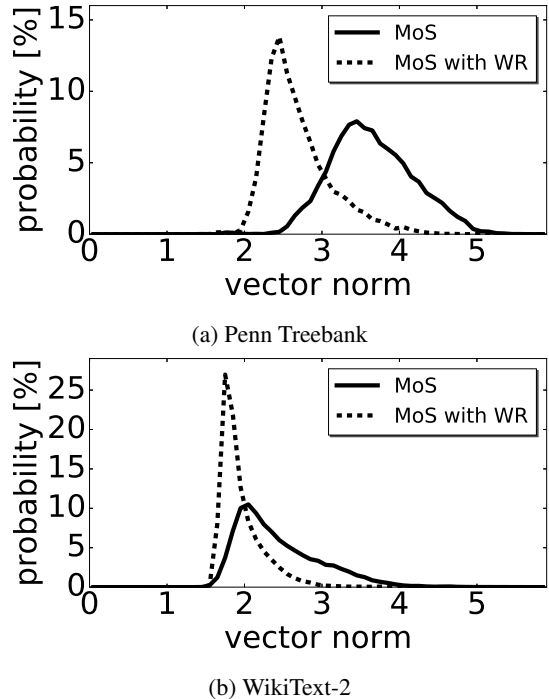 15
10
5
0
probability [%]
MoS
MoS with WR
0 1 2 3 4 5
vector norm
(a) Penn Treebank
25
20
15
10
5
0
probability [%]
MoS
MoS with WR
0 1 2 3 4 5
vector norm
(b) WikiText-2